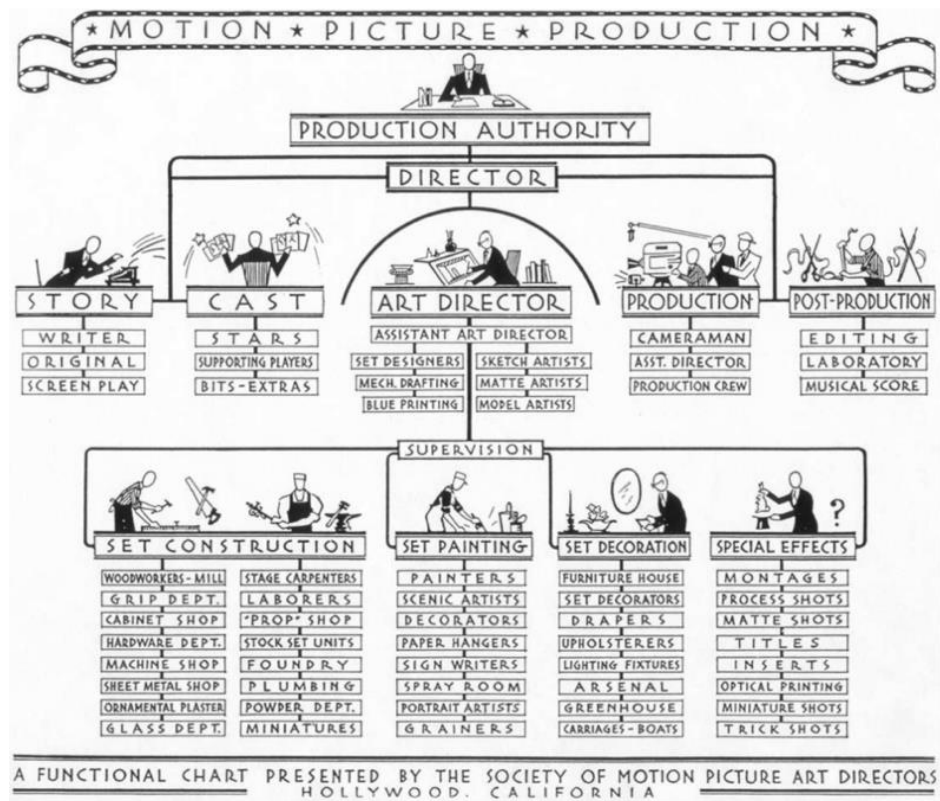 ★ MOTION ★ PICTURE ★ PRODUCTION ★
PRODUCTION AUTHORITY
DIRECTOR
STORY
WRITER
ORIGINAL
SCREEN PLAY
CAST
STARS
SUPPORTING PLAYERS
BITS-EXTRAS
ART DIRECTOR
ASSISTANT ART DIRECTOR
SET DESIGNERS
MECH. DRAFTING
BLUE PRINTING
SKETCH ARTISTS
MATTE ARTISTS
MODEL ARTISTS
PRODUCTION
CAMERAMAN
ASST. DIRECTOR
PRODUCTION CREW
POST-PRODUCTION
EDITING
LABORATORY
MUSICAL SCORE
SUPERVISION
SET CONSTRUCTION
WOODWORKERS-MILL
GRIP DEPT.
CABINET SHOP
HARDWARE DEPT.
MACHINE SHOP
SHEET METAL SHOP
ORNAMENTAL PLASTER
GLASS DEPT.
STAGE CARPENTERS
LABORERS
"PROP" SHOP
STOCK SET UNITS
FOUNDRY
PLUMBING
POWDER DEPT.
MINIATURES
SET PAINTING
PAINTERS
SCENIC ARTISTS
DECORATORS
PAPER HANGERS
SIGN WRITERS
SPRAY ROOM
PORTRAIT ARTISTS
GRAINERS
SET DECORATION
FURNITURE HOUSE
SET DECORATORS
DRAPERS
UPHOLSTERERS
LIGHTING FIXTURES
ARSENAL
GREENHOUSE
CARRIAGES-BOATS
?
SPECIAL EFFECTS
MONTAGES
PROCESS SHOTS
MATTE SHOTS
TITLES
INSERTS
OPTICAL PRINTING
MINIATURE SHOTS
TRICK SHOTS
A FUNCTIONAL CHART PRESENTED BY THE SOCIETY OF MOTION PICTURE ART DIRECTORS
HOLLYWOOD. CALIFORNIA